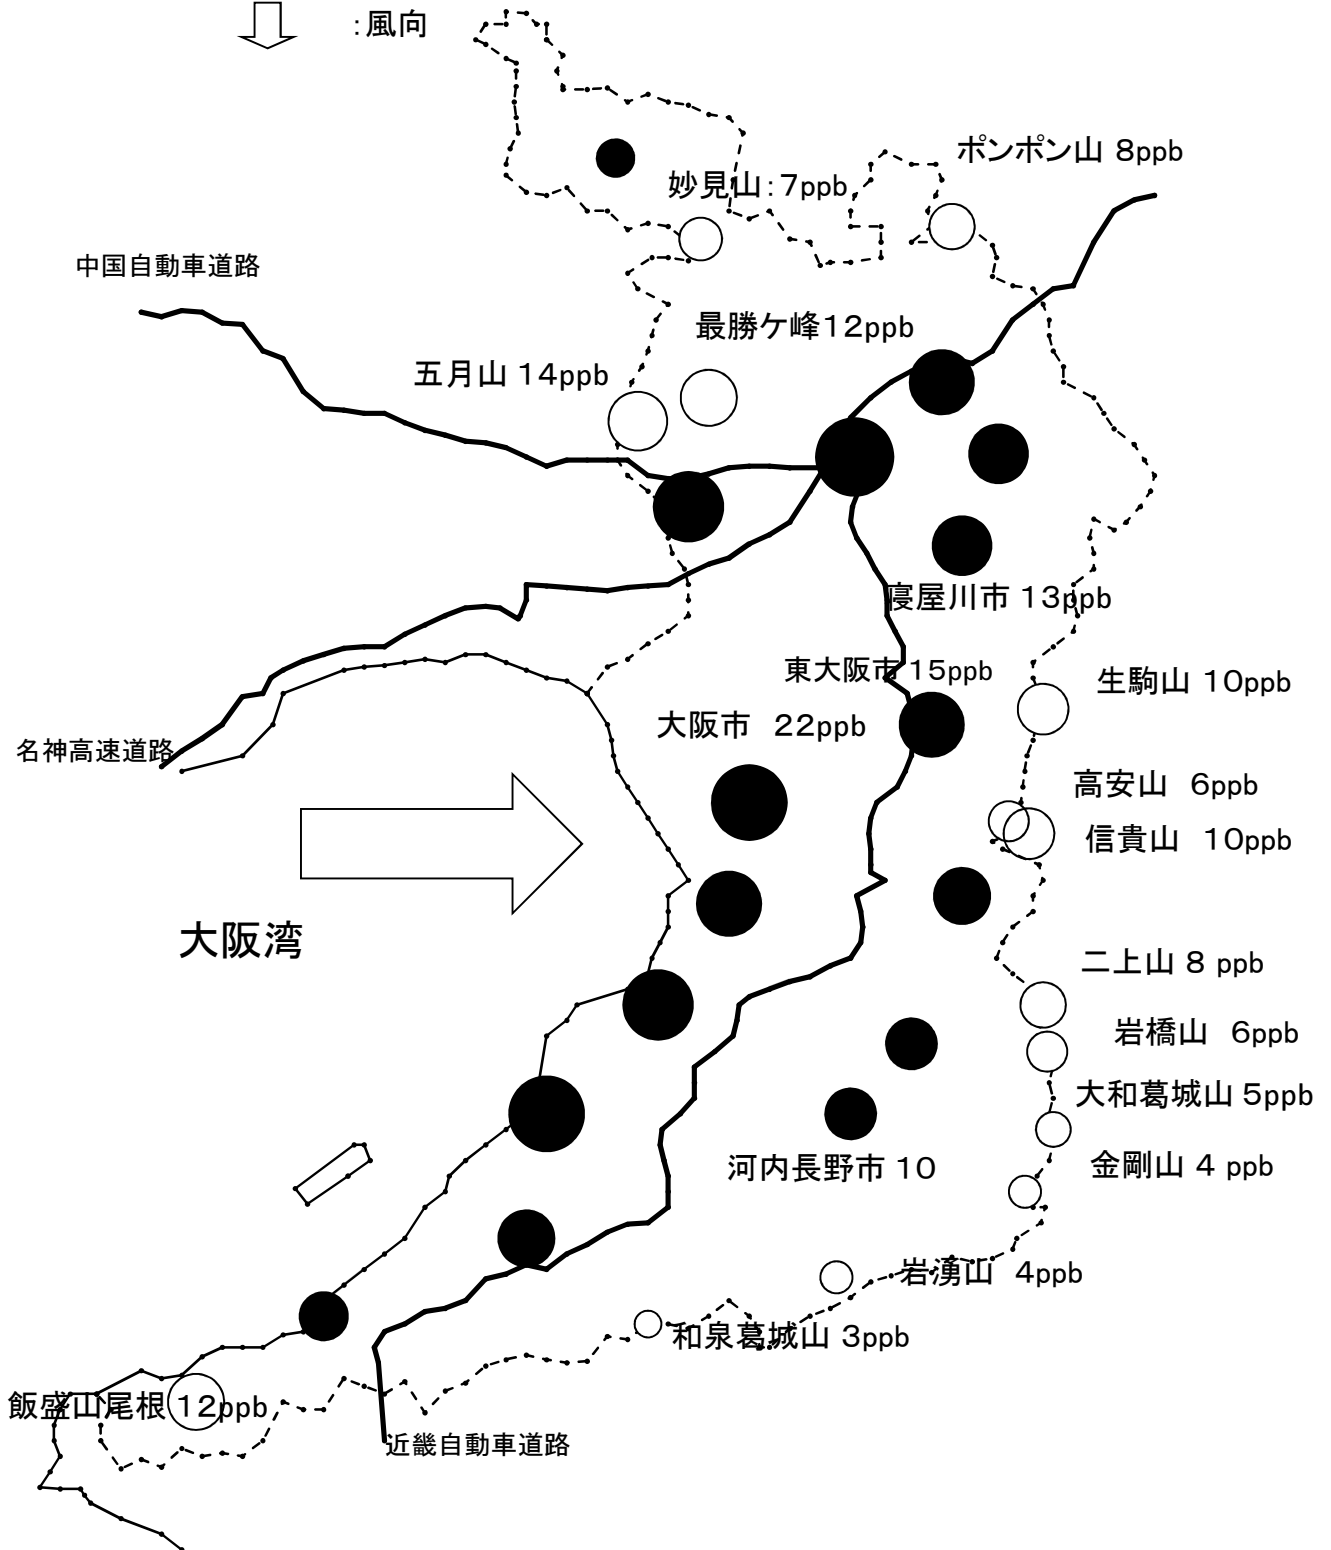 ：風向
ポンポン山 8ppb
妙見山：7ppb
中国自動車道路
最勝ケ峰12ppb
五月山 14ppb
寝屋川市 13ppb
東大阪市 15ppb
生駒山 10ppb
大阪市　22ppb
名神高速道路
高安山　6ppb
信貴山　10ppb
大阪湾
二上山 8 ppb
岩橋山　6ppb
大和葛城山 5ppb
金剛山 4 ppb
河内長野市 10
岩湧山　4ppb
和泉葛城山 3ppb
飯盛山尾根 12ppb
近畿自動車道路